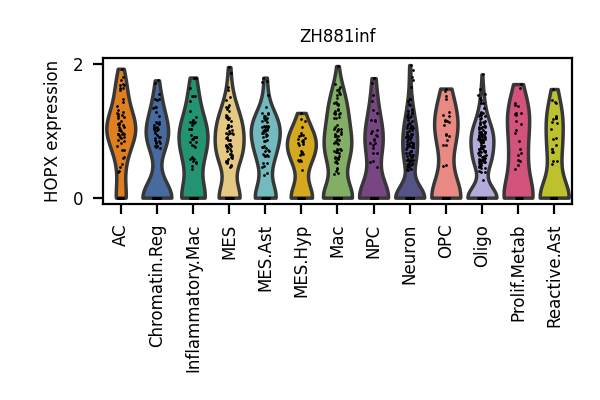 ZH881inf
HOPX expression
2
0
AC
Chromatin.Reg
Inflammatory.Mac
MES
MES.Ast
MES.Hyp
Mac
NPC
Neuron
OPC
Oligo
Prolif.Metab
Reactive.Ast